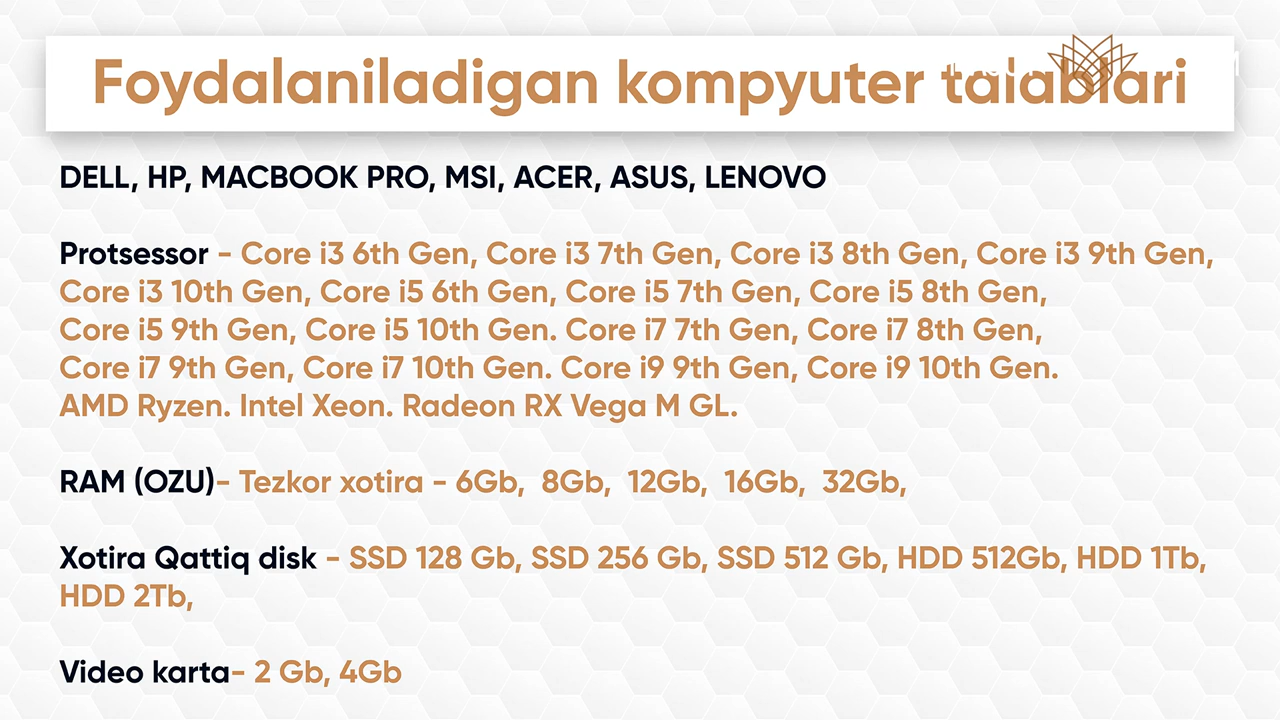 Foydalaniladigan kompyuter talablari
DELL, HP, MACBOOK PRO, MSI, ACER, ASUS, LENOVO
Protsessor - Core i3 6th Gen, Core i3 7th Gen, Core i3 8th Gen, Core i3 9th Gen,
Core i3 10th Gen, Core i5 6th Gen, Core i5 7th Gen, Core i5 8th Gen,
Core i5 9th Gen, Core i5 10th Gen. Core i7 7th Gen, Core i7 8th Gen,
Core i7 9th Gen, Core i7 10th Gen. Core i9 9th Gen, Core i9 10th Gen.
AMD Ryzen. Intel Xeon. Radeon RX Vega M GL.
RAM (OZU)- Tezkor xotira - 6Gb, 8Gb, 12Gb, 16Gb, 32Gb,
Xotira Qattiq disk - SSD 128 Gb, SSD 256 Gb, SSD 512 Gb, HDD 512Gb, HDD 1Tb,
HDD 2Tb,
Video karta- 2 Gb, 4Gb